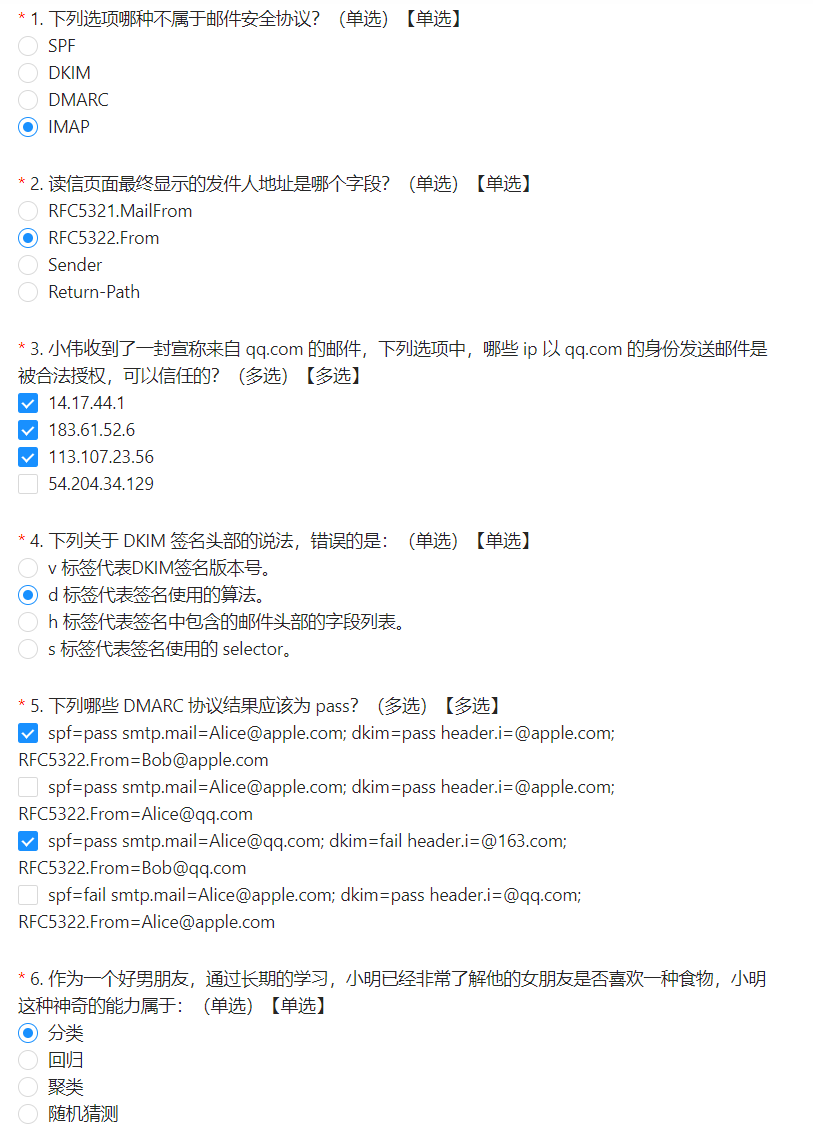 * 1. 下列选项哪种不属于邮件安全协议？（单选）【单选】
SPF
DKIM
DMARC
IMAP
* 2. 读信页面最终显示的发件人地址是哪个字段？（单选）【单选】
RFC5321.MailFrom
RFC5322.From
Sender
Return-Path
* 3. 小伟收到了一封宣称来自 qq.com 的邮件，下列选项中，哪些 ip 以 qq.com 的身份发送邮件是
被合法授权，可以信任的？（多选）【多选】
14.17.44.1
183.61.52.6
113.107.23.56
54.204.34.129
* 4. 下列关于 DKIM 签名头部的说法，错误的是：（单选）【单选】
v 标签代表DKIM签名版本号。
d 标签代表签名使用的算法。
h 标签代表签名中包含的邮件头部的字段列表。
s 标签代表签名使用的 selector。
* 5. 下列哪些 DMARC 协议结果应该为 pass？（多选）【多选】
spf=pass smtp.mail=Alice@apple.com; dkim=pass header.i=@apple.com;
RFC5322.From=Bob@apple.com
spf=pass smtp.mail=Alice@apple.com; dkim=pass header.i=@apple.com;
RFC5322.From=Alice@qq.com
spf=pass smtp.mail=Alice@qq.com; dkim=fail header.i=@163.com;
RFC5322.From=Bob@qq.com
spf=fail smtp.mail=Alice@apple.com; dkim=pass header.i=@qq.com;
RFC5322.From=Alice@apple.com
* 6. 作为一个好男朋友，通过长期的学习，小明已经非常了解他的女朋友是否喜欢一种食物，小明
这种神奇的能力属于：（单选）【单选】
分类
回归
聚类
随机猜测